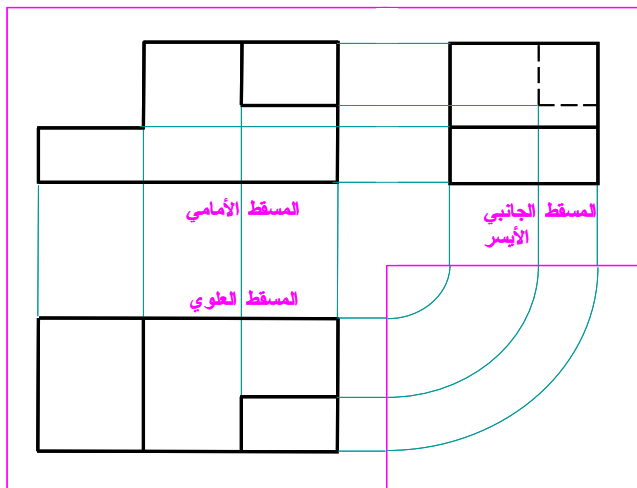 المسقط الأمامي
المسقط الجانبي
الأيسر
المسقط العلوي